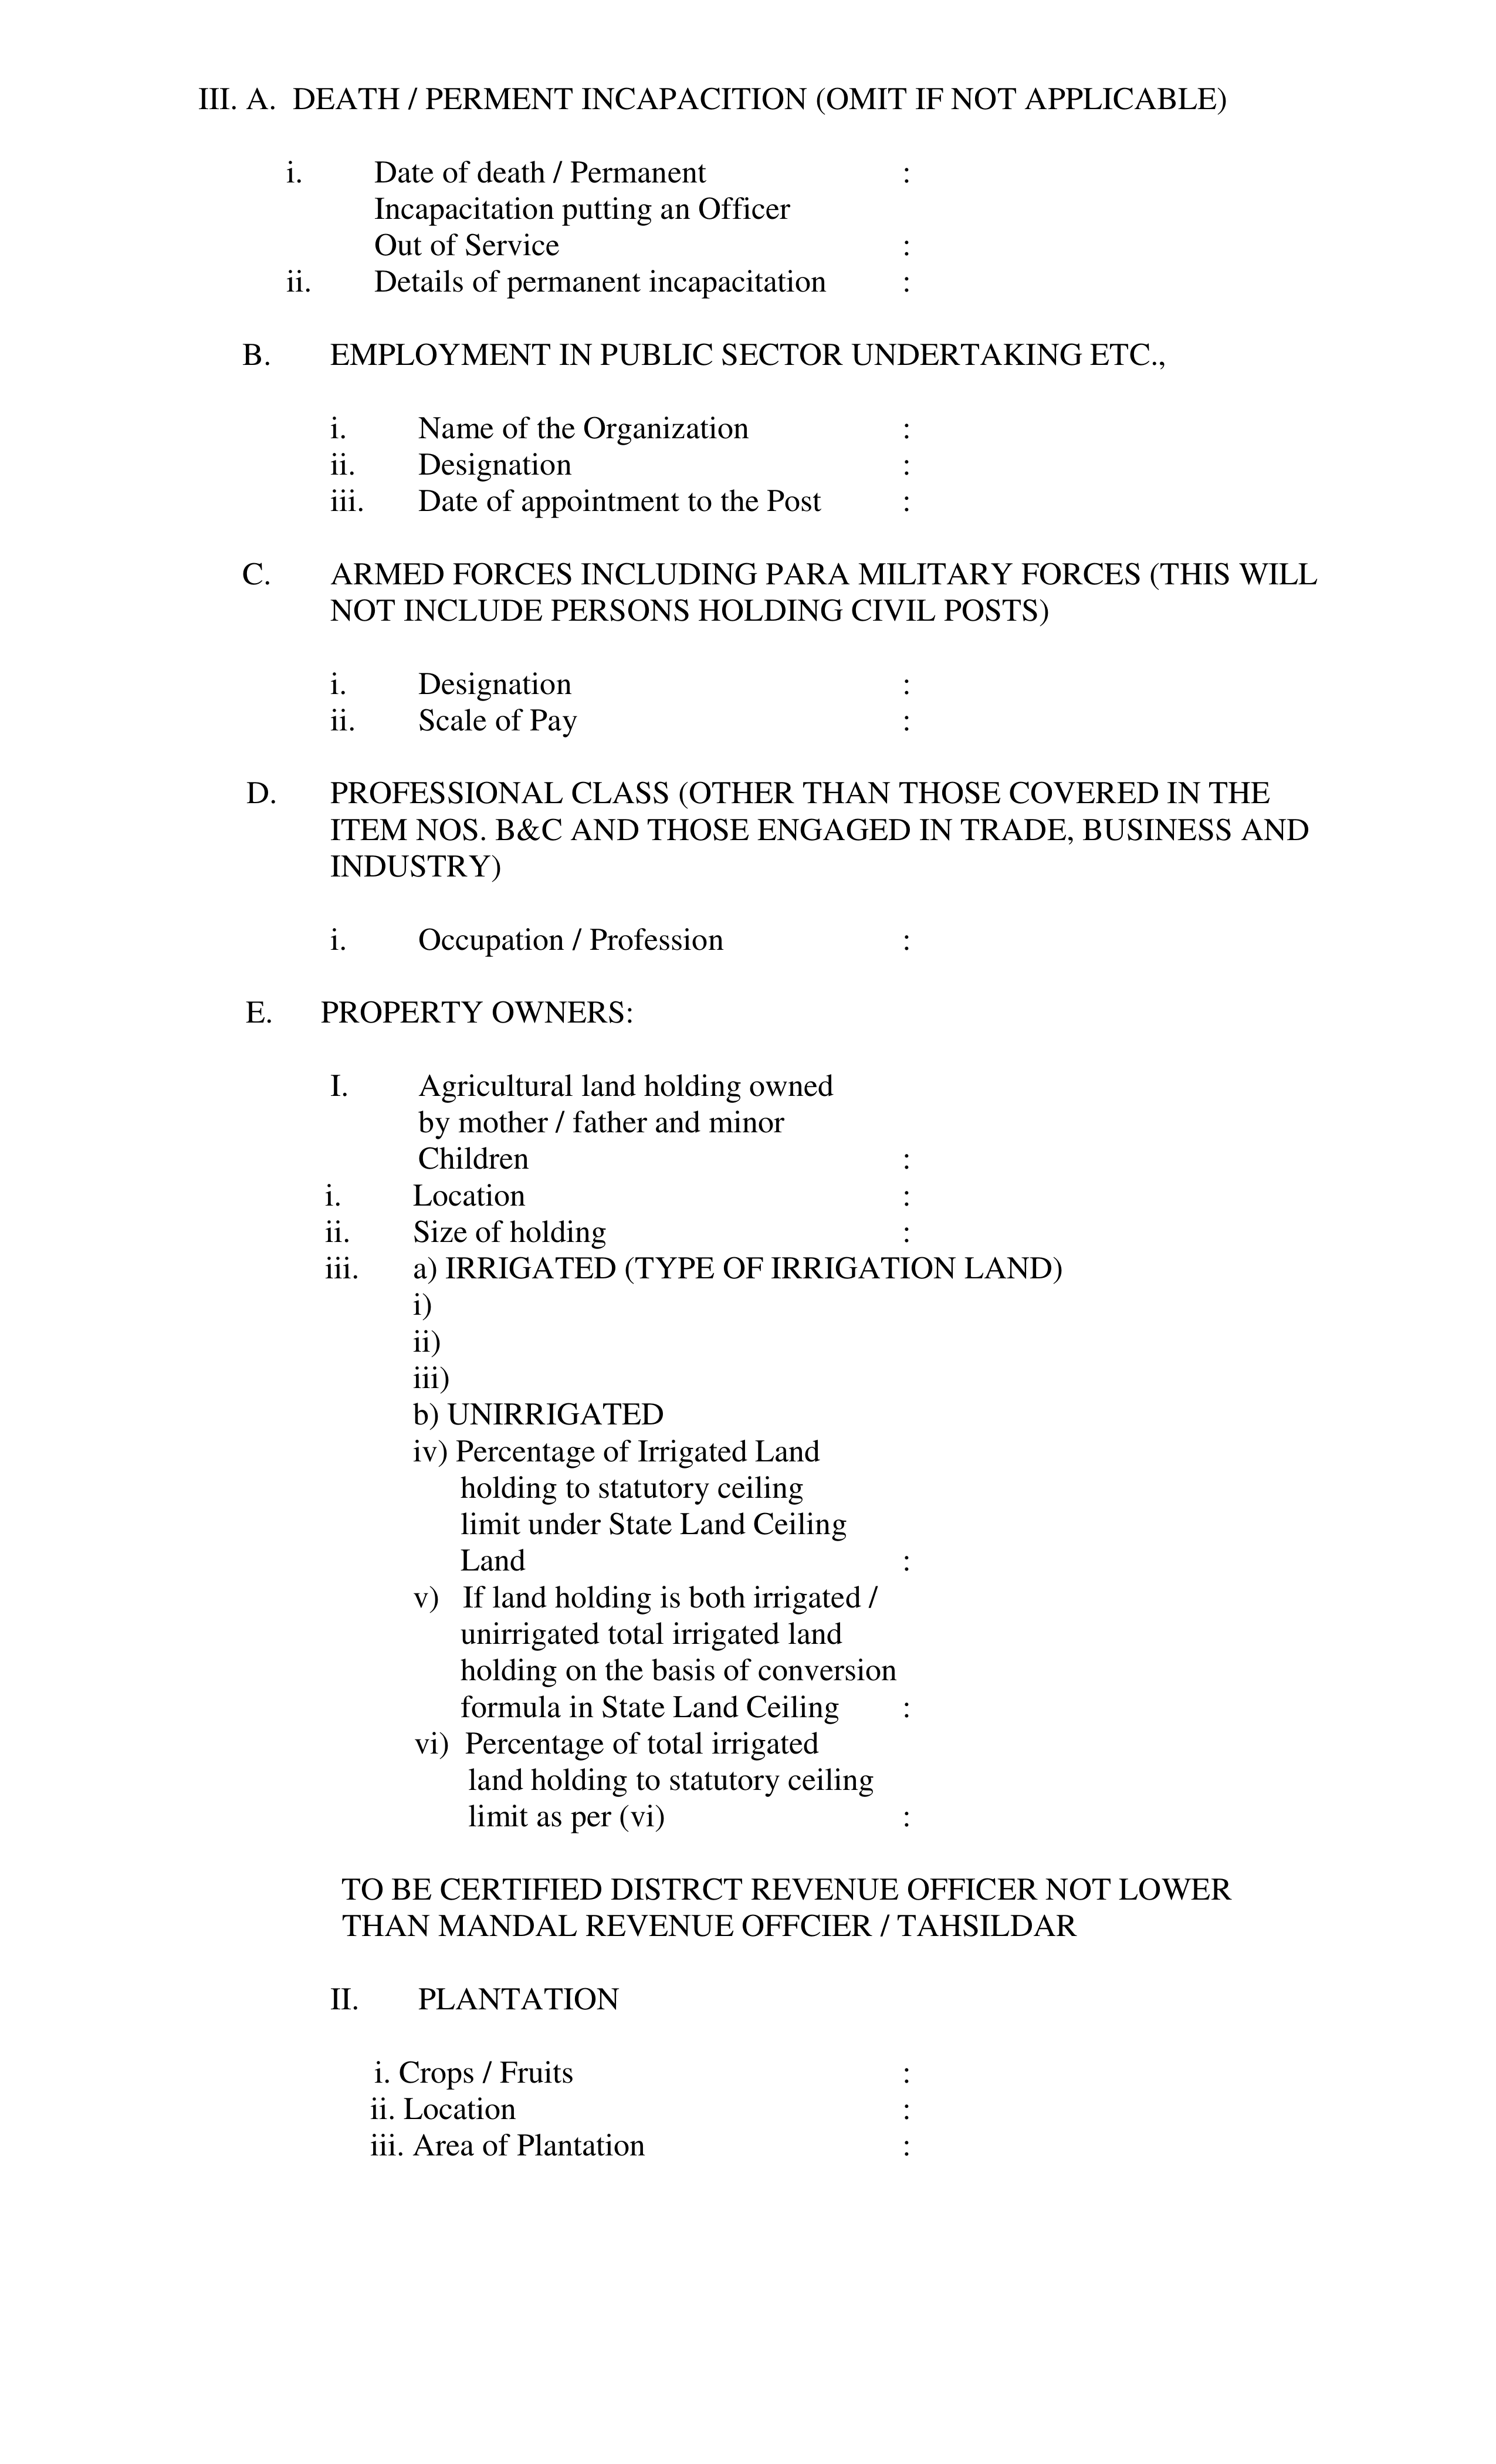 III. A. DEATH / PERMENT INCAPACITION (OMIT IF NOT APPLICABLE)
i. Date of death / Permanent :
Incapacitation putting an Officer
Out of Service :
ii. Details of permanent incapacitation :
B. EMPLOYMENT IN PUBLIC SECTOR UNDERTAKING ETC.,
i. Name of the Organization :
ii. Designation :
iii. Date of appointment to the Post :
C. ARMED FORCES INCLUDING PARA MILITARY FORCES (THIS WILL
NOT INCLUDE PERSONS HOLDING CIVIL POSTS)
i. Designation :
ii. Scale of Pay :
D. PROFESSIONAL CLASS (OTHER THAN THOSE COVERED IN THE
ITEM NOS. B&C AND THOSE ENGAGED IN TRADE, BUSINESS AND
INDUSTRY)
i. Occupation / Profession :
E. PROPERTY OWNERS:
I. Agricultural land holding owned
by mother / father and minor
Children :
i. Location :
ii. Size of holding :
iii. a) IRRIGATED (TYPE OF IRRIGATION LAND)
i)
ii)
iii)
b) UNIRRIGATED
iv) Percentage of Irrigated Land
holding to statutory ceiling
limit under State Land Ceiling
Land :
v) If land holding is both irrigated /
unirrigated total irrigated land
holding on the basis of conversion
formula in State Land Ceiling :
vi) Percentage of total irrigated
land holding to statutory ceiling
limit as per (vi) :
TO BE CERTIFIED DISTRCT REVENUE OFFICER NOT LOWER
THAN MANDAL REVENUE OFFCIER / TAHSILDAR
II. PLANTATION
i. Crops / Fruits :
ii. Location :
iii. Area of Plantation :